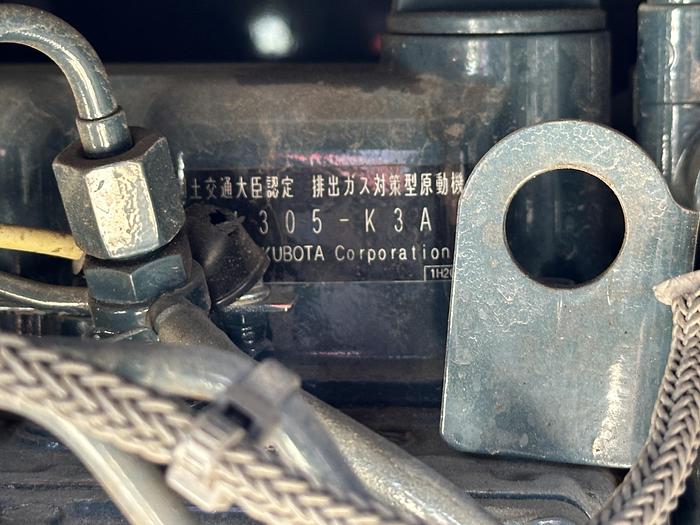 土交通大臣認定 排出ガス対策型原動機
305-K3A
KUBOTA Corporation
1H20